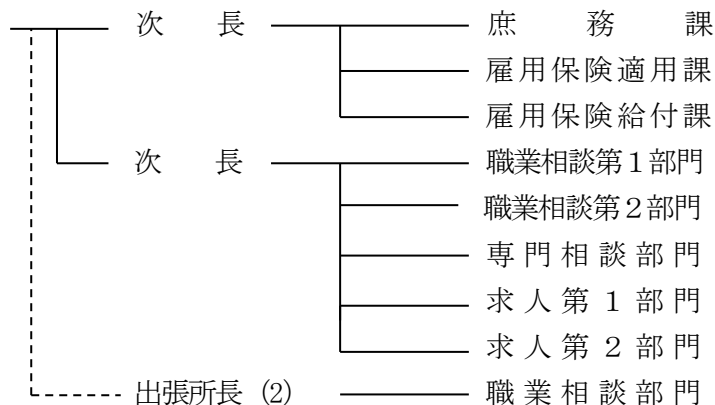 次長 庶務課
雇用保険適用課
雇用保険給付課
次長 職業相談第１部門
職業相談第２部門
専門相談部門
求人第１部門
求人第２部門
出張所長 (2) 職業相談部門